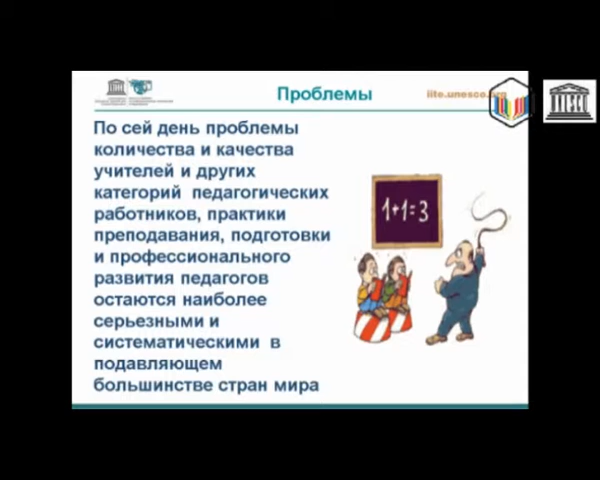 Проблемы
iite.unesco.org
По сей день проблемы
количества и качества
учителей и других
категорий педагогических
работников, практики
преподавания, подготовки
и профессионального
развития педагогов
остаются наиболее
серьезными и
систематическими в
подавляющем
большинстве стран мира
1+1=3